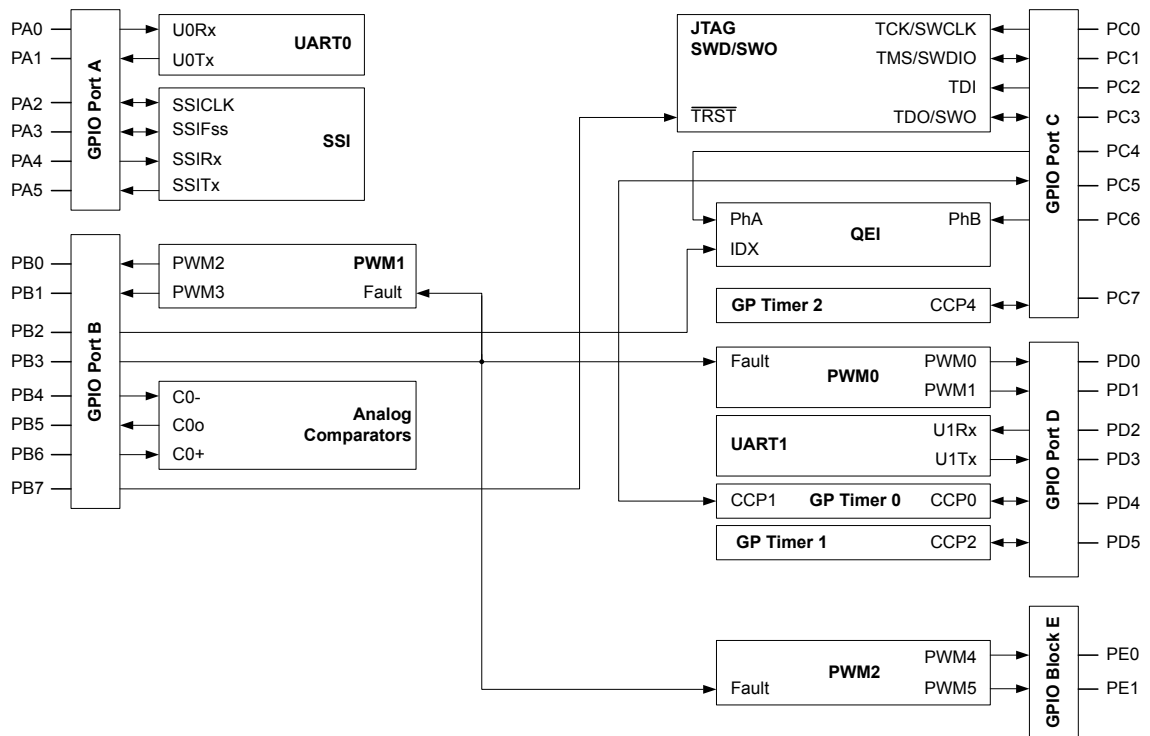 PA0
PA1
PA2
PA3
PA4
PA5
GPIO Port A
U0Rx
U0Tx
UART0
SSICLK
SSIFss
SSIRx
SSITx
SSI
PB0
PB1
PB2
PB3
PB4
PB5
PB6
PB7
GPIO Port B
PWM2
PWM3
PWM1
Fault
C0-
C0o
C0+
Analog
Comparators
JTAG
SWD/SWO
TRST
TCK/SWCLK
TMS/SWDIO
TDI
TDO/SWO
PhA
IDX
QEI
PhB
GP Timer 2
CCP4
GPIO Port C
PC0
PC1
PC2
PC3
PC4
PC5
PC6
PC7
Fault
PWM0
PWM0
PWM1
UART1
U1Rx
U1Tx
CCP1
GP Timer 0
CCP0
GP Timer 1
CCP2
GPIO Port D
PD0
PD1
PD2
PD3
PD4
PD5
Fault
PWM2
PWM4
PWM5
GPIO Block E
PE0
PE1